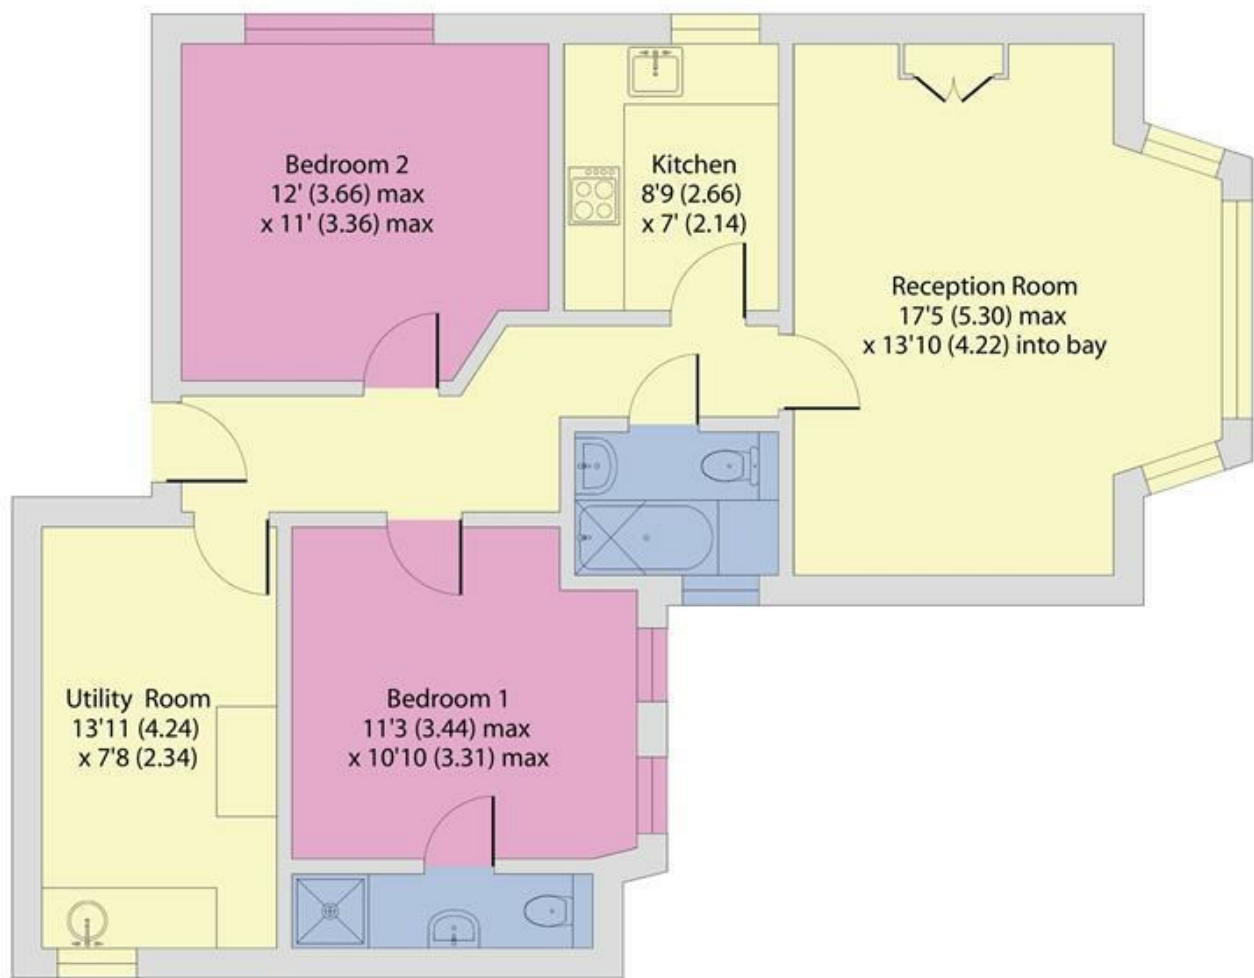 Bedroom 2
12' (3.66) max
x 11' (3.36) max
Kitchen
8'9 (2.66)
x 7' (2.14)
Reception Room
17'5 (5.30) max
x 13'10 (4.22) into bay
Utility Room
13'11 (4.24)
x 7'8 (2.34)
Bedroom 1
11'3 (3.44) max
x 10'10 (3.31) max